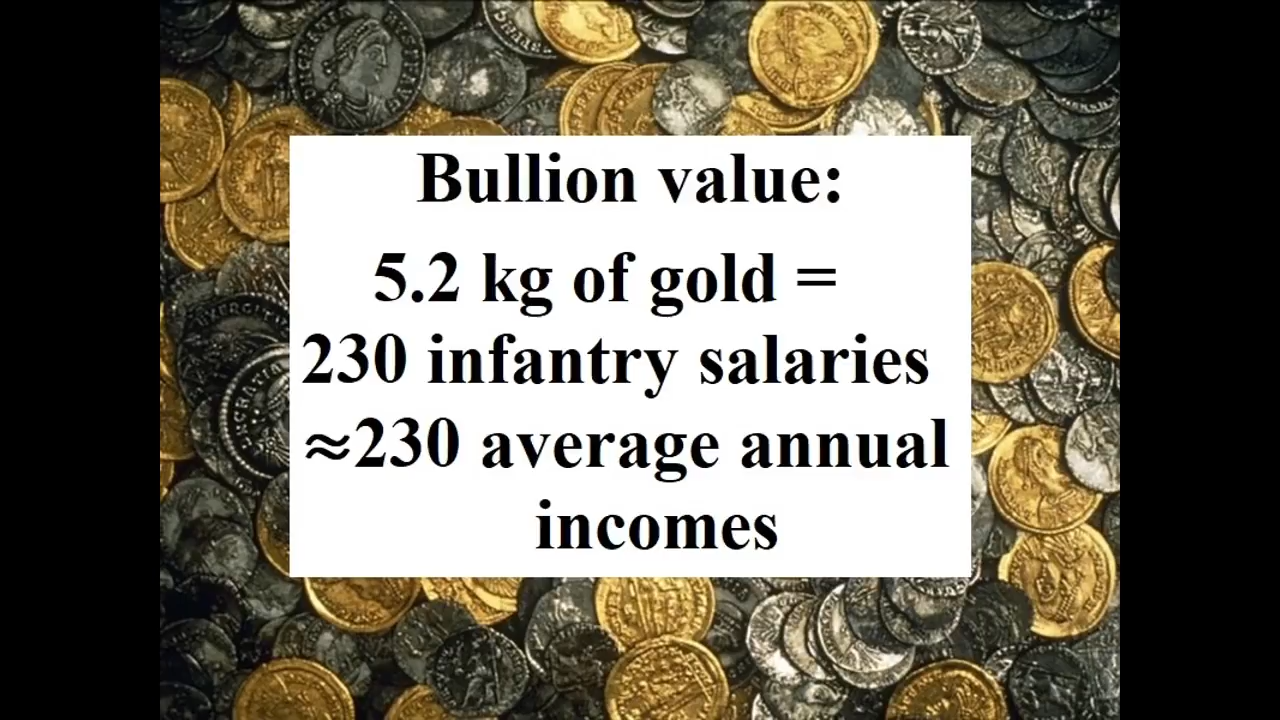 Bullion value:
5.2 kg of gold =
230 infantry salaries
≈230 average annual
incomes